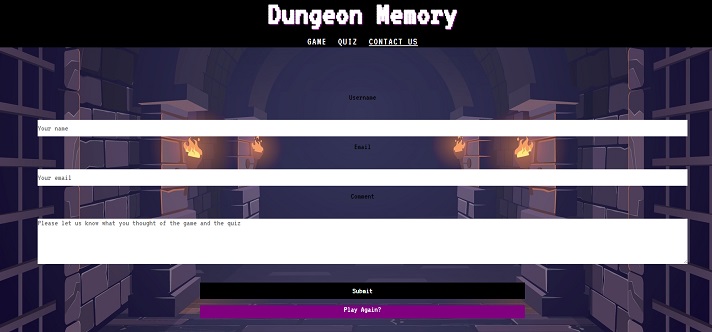 Dungeon Memory
GAME QUIZ CONTACT US
Username
Your name
Email
Your email
Comment
Please let us know what you thought of the game and the quiz
Submit
Play Again?